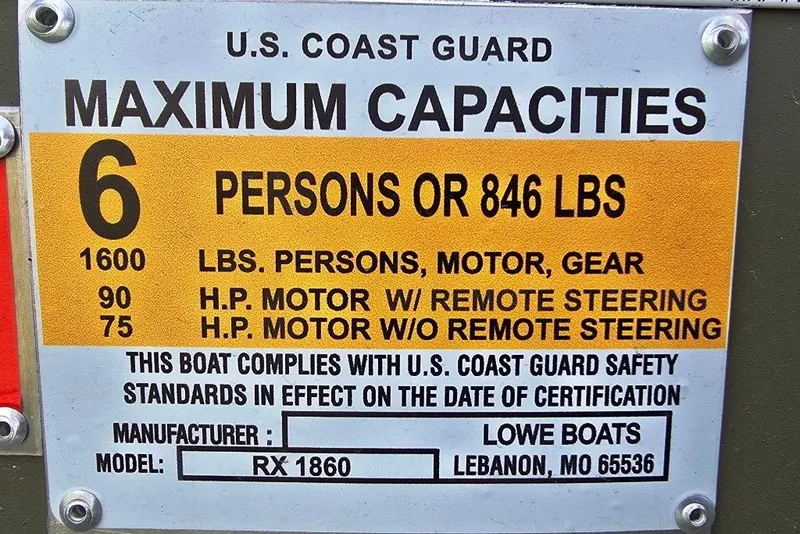 U.S. COAST GUARD
MAXIMUM CAPACITIES
6 PERSONS OR 846 LBS
1600 LBS. PERSONS, MOTOR, GEAR
90 H.P. MOTOR W/ REMOTE STEERING
75 H.P. MOTOR W/O REMOTE STEERING
THIS BOAT COMPLIES WITH U.S. COAST GUARD SAFETY
STANDARDS IN EFFECT ON THE DATE OF CERTIFICATION
MANUFACTURER : LOWE BOATS
MODEL: RX 1860 LEBANON, MO 65536